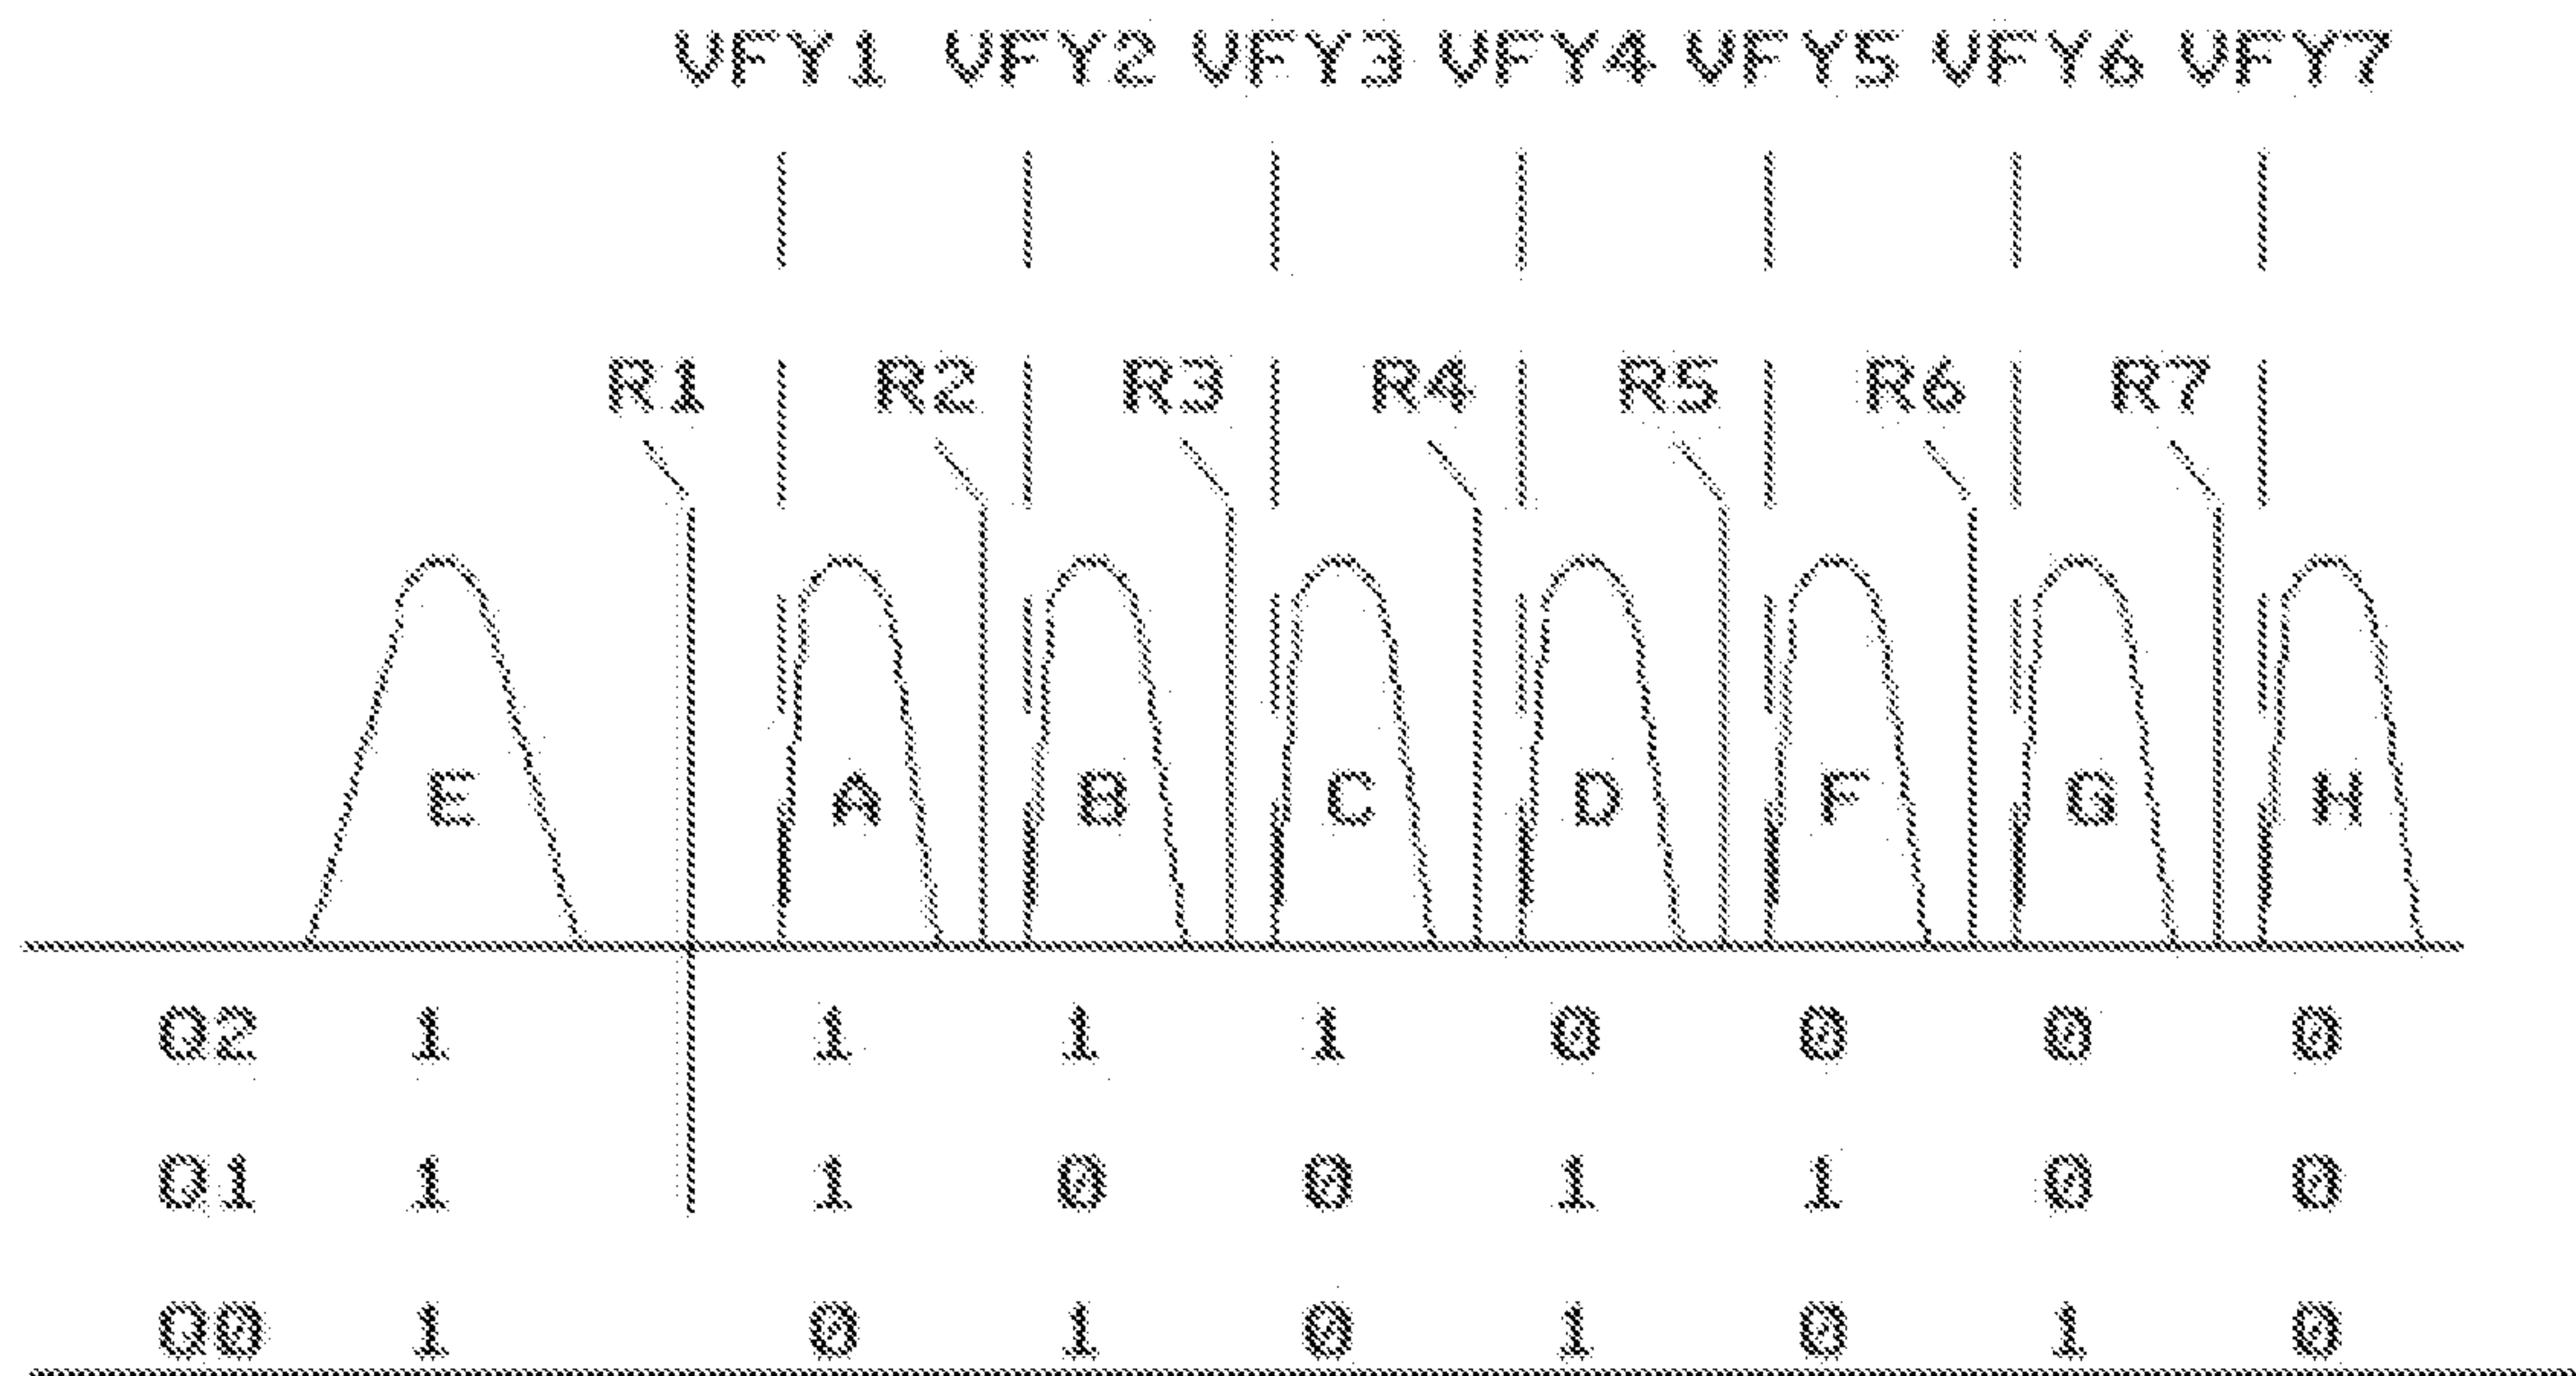 VFY1 VFY2 VFY3 VFY4 VFY5 VFY6 VFY7
R1 R2 R3 R4 R5 R6 R7
E A B C D F G H
Q2 1 1 1 1 0 0 0 0
Q1 1 1 0 0 1 1 0 0
Q0 1 0 1 0 1 0 1 0